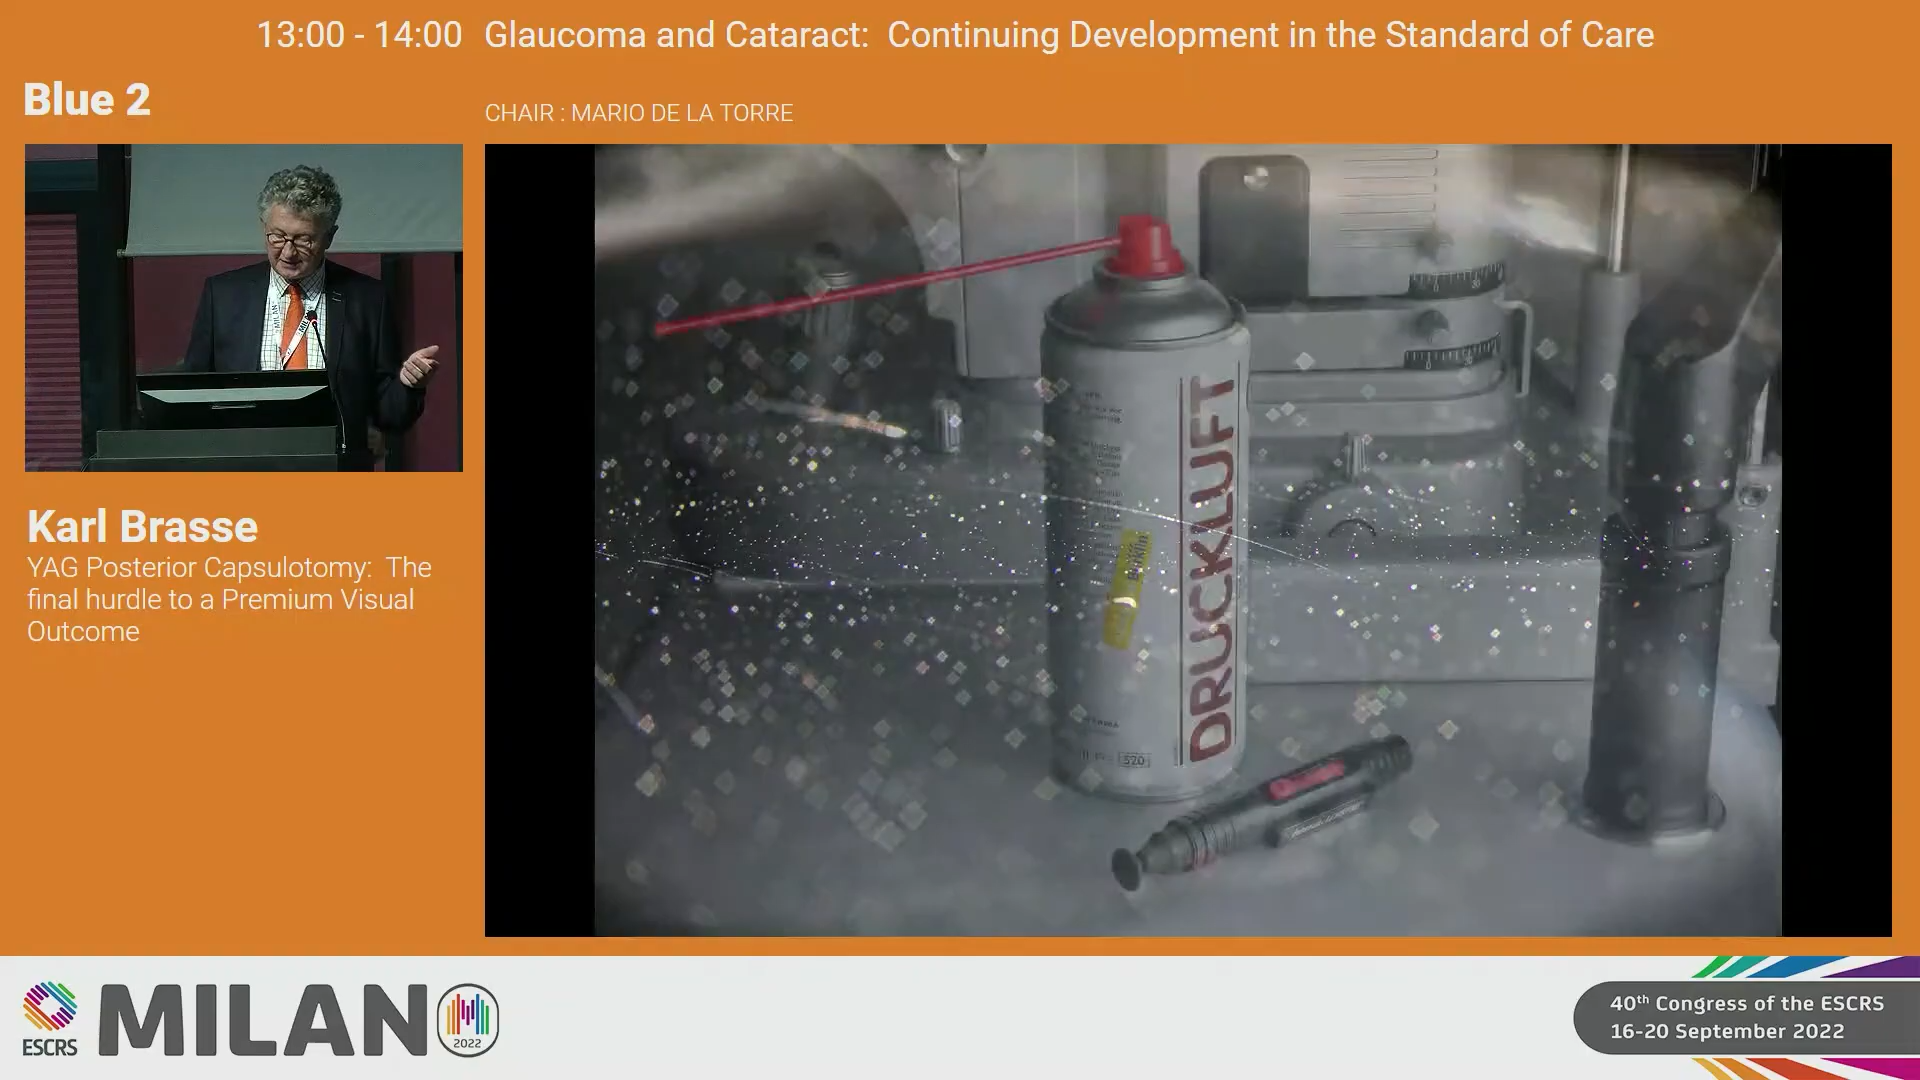 13:00 - 14:00 Glaucoma and Cataract: Continuing Development in the Standard of Care
Blue 2
CHAIR : MARIO DE LA TORRE
DRUCKLUFT
520
Karl Brasse
YAG Posterior Capsulotomy: The
final hurdle to a Premium Visual
Outcome
ESCRS
MILANO
2022
40th Congress of the ESCRS
16-20 September 2022